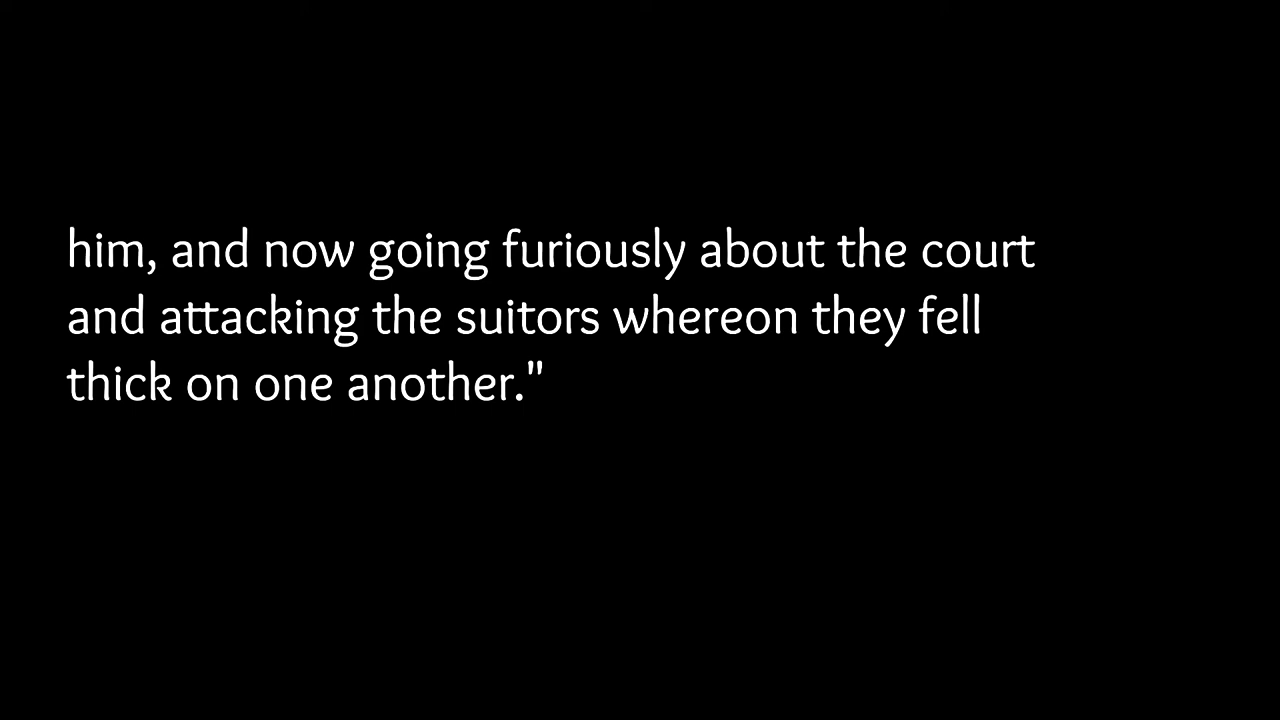 him, and now going furiously about the court
and attacking the suitors whereon they fell
thick on one another."